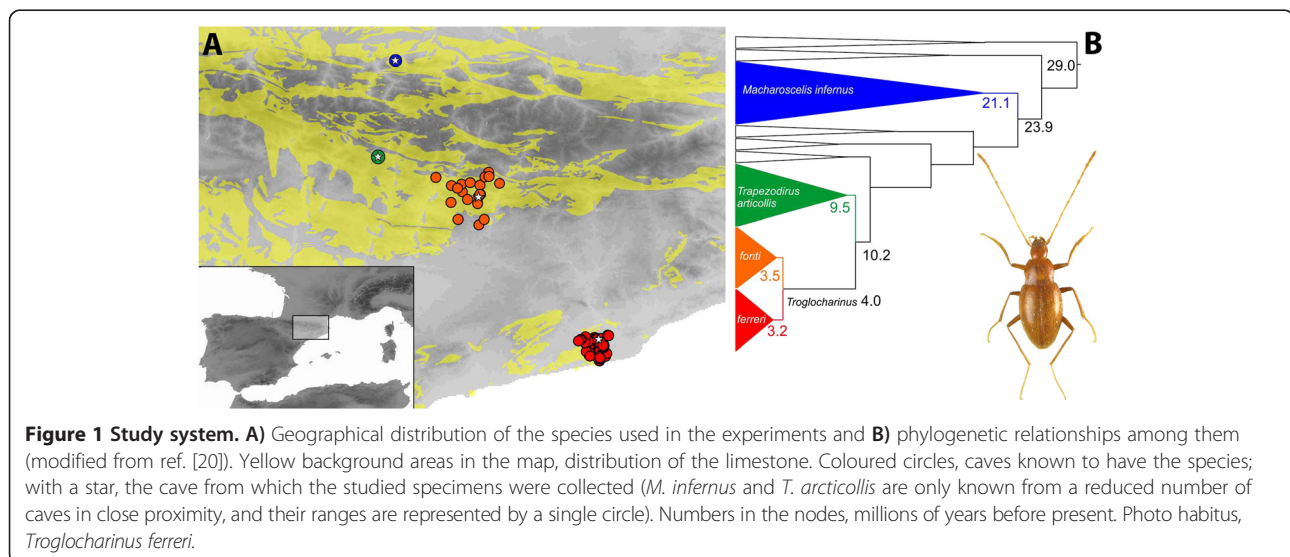 A
B
29.0
Macharoscelis infernus
21.1
23.9
Trapezodirus
articollis
9.5
fonti
10.2
3.5
Troglocharinus 4.0
ferreri
3.2
Figure 1 Study system. A) Geographical distribution of the species used in the experiments and B) phylogenetic relationships among them
(modified from ref. [20]). Yellow background areas in the map, distribution of the limestone. Coloured circles, caves known to have the species;
with a star, the cave from which the studied specimens were collected (M. infernus and T. arcticollis are only known from a reduced number of
caves in close proximity, and their ranges are represented by a single circle). Numbers in the nodes, millions of years before present. Photo habitus,
Troglocharinus ferreri.